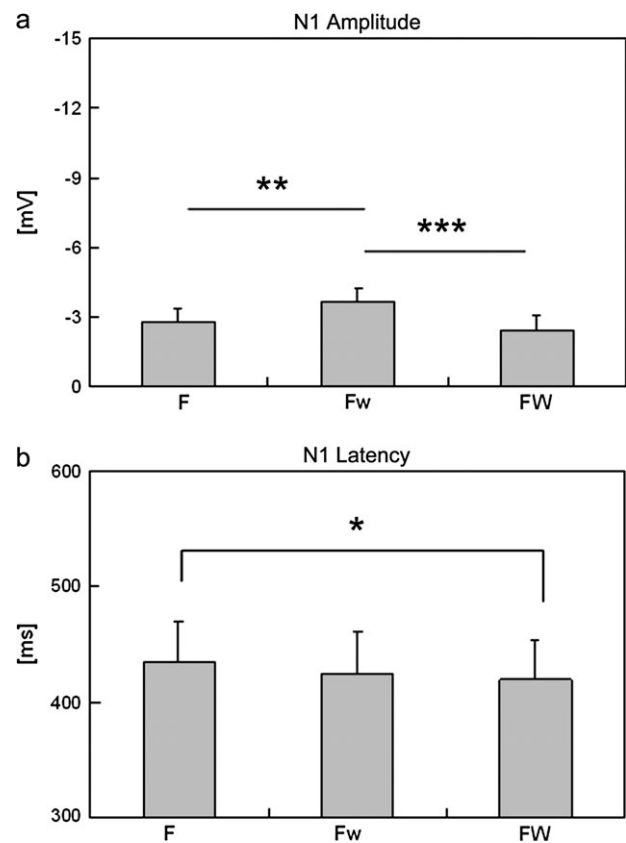 a
N1 Amplitude
[mV]
-15
-12
-9
-6
-3
0
**
***
F Fw FW
b
N1 Latency
[ms]
600
500
400
300
*
F Fw FW